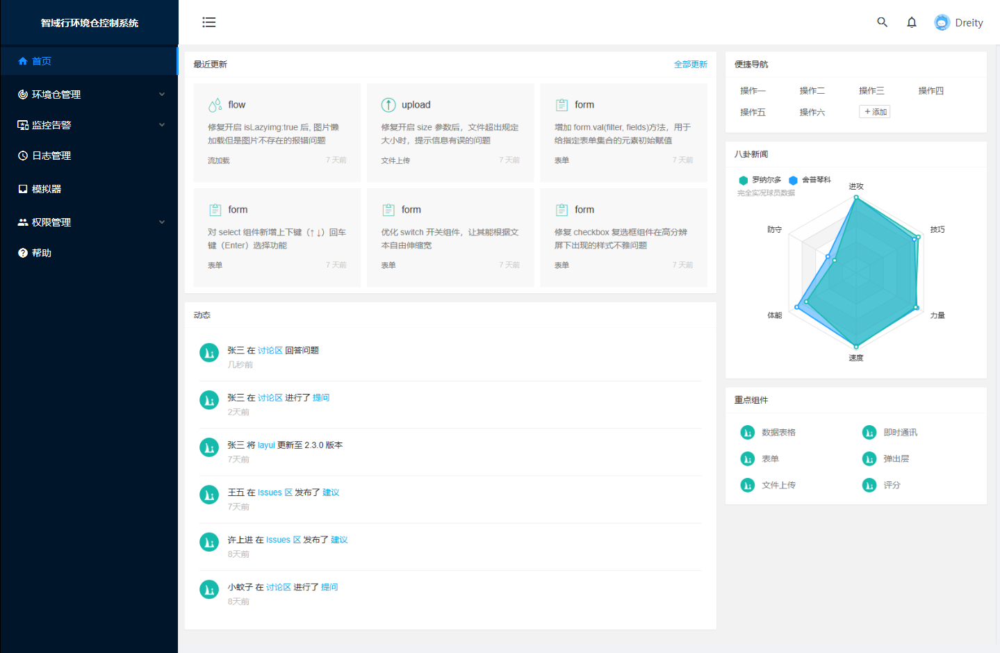 智域行环境仓控制系统
Dreity
首页
环境仓管理
监控告警
日志管理
模拟器
权限管理
帮助
最近更新
全部更新
flow
修复开启 isLazyimg:true 后, 图片懒
加载但是图片不存在的报错问题
流加载
7 天前
upload
修复开启 size 参数后，文件超出规定
大小时，提示信息有误的问题
文件上传
7 天前
form
增加 form.val(filter, fields)方法，用于
给指定表单集合的元素初始赋值
表单
7 天前
form
对 select 组件新增上下键（↑ ↓）回车
键（Enter）选择功能
表单
7 天前
form
优化 switch 开关组件，让其能根据文
本自由伸缩宽
表单
7 天前
form
修复 checkbox 复选框组件在高分辨
屏下出现的样式不雅问题
表单
7 天前
动态
张三 在 讨论区 回答问题
几秒前
张三 在 讨论区 进行了 提问
2天前
张三 将 layui 更新至 2.3.0 版本
7天前
王五 在 Issues 区 发布了 建议
7天前
许上进 在 Issues 区 发布了 建议
8天前
小蚊子 在 讨论区 进行了 提问
8天前
便捷导航
操作一
操作二
操作三
操作四
操作五
操作六
+ 添加
八卦新闻
罗纳尔多
舍普琴科
完全实况球员数据
进攻
防守
技巧
体能
力量
速度
重点组件
数据表格
即时通讯
表单
弹出层
文件上传
评分